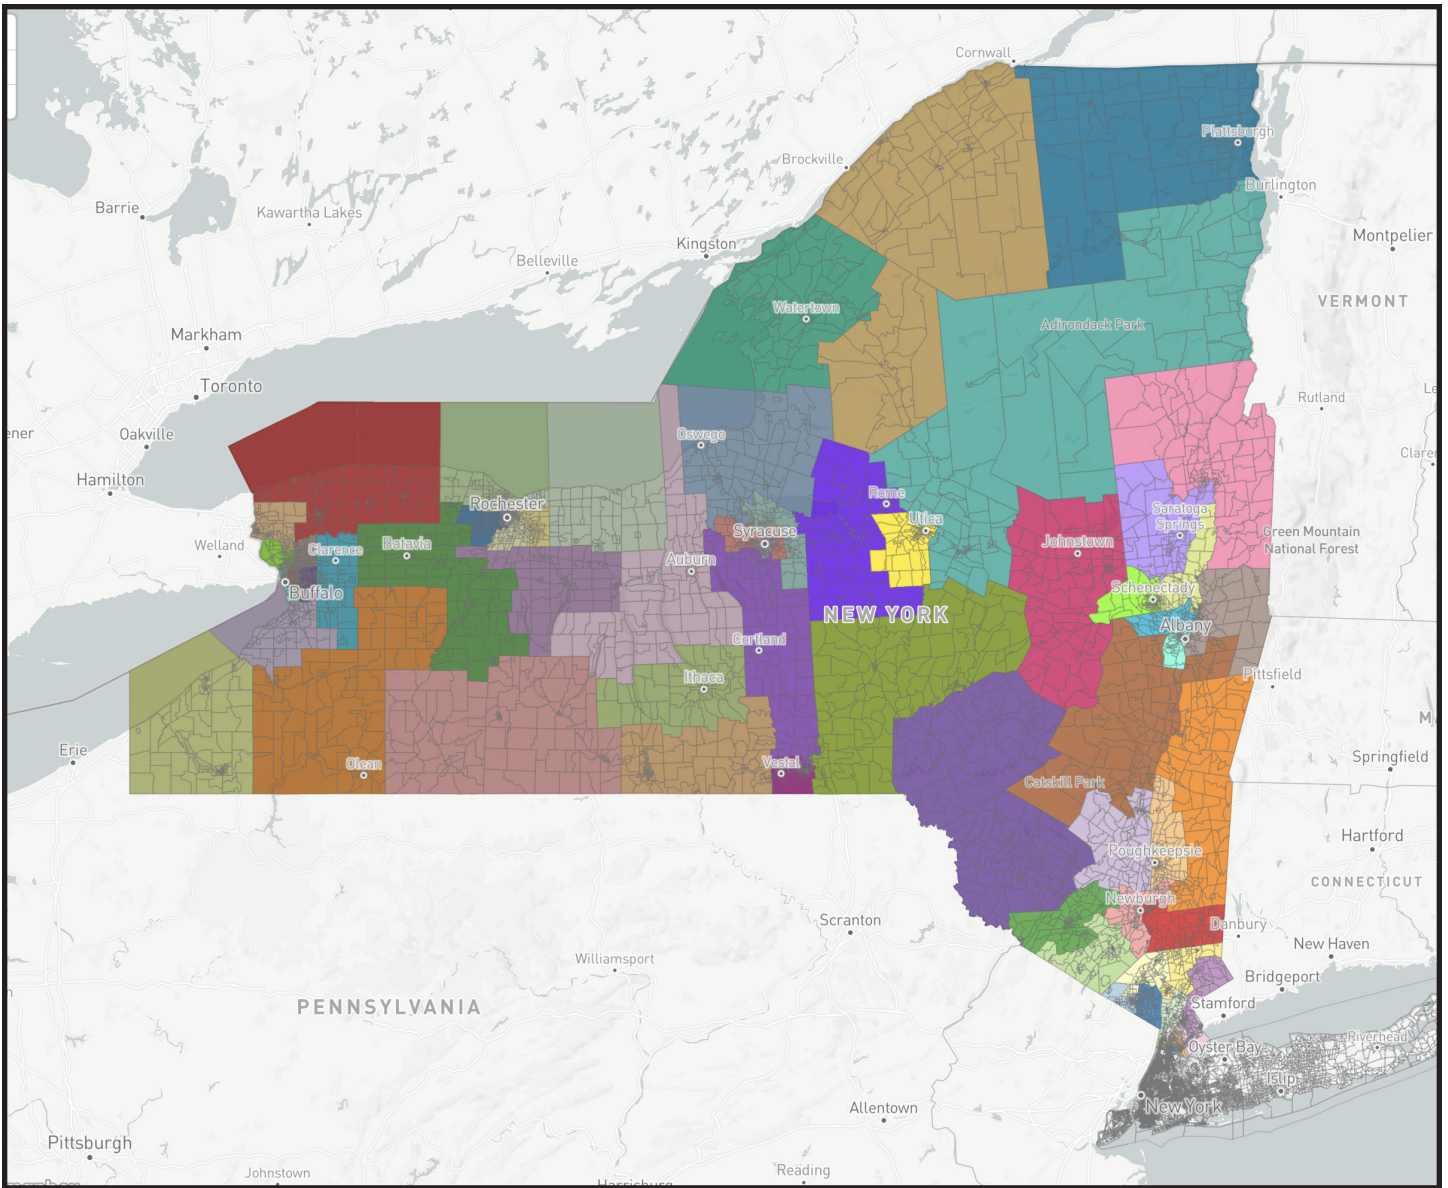 Cornwall
Plattsburgh
Brockville
Burlington
Barrie
Kawartha Lakes
Kingston
Montpelier
Belleville
VERMONT
Watertown
Adirondack Park
Markham
Toronto
Rutland
Oswego
Oakville
Hamilton
Rochester
Rome
Utica
Saratoga
Springs
Syracuse
Green Mountain
National Forest
Welland
Clarence
Batavia
Johnstown
Auburn
Buffalo
Schenectady
NEW YORK
Albany
Cortland
Ithaca
Pittsfield
Erie
Olean
Vestal
Springfield
Catskill Park
Hartford
Poughkeepsie
CONNECTICUT
Newburgh
Scranton
Danbury
New Haven
Williamsport
Bridgeport
PENNSYLVANIA
Stamford
Oyster Bay
Riverhead
Islip
New York
Allentown
Pittsburgh
Johnstown
Reading